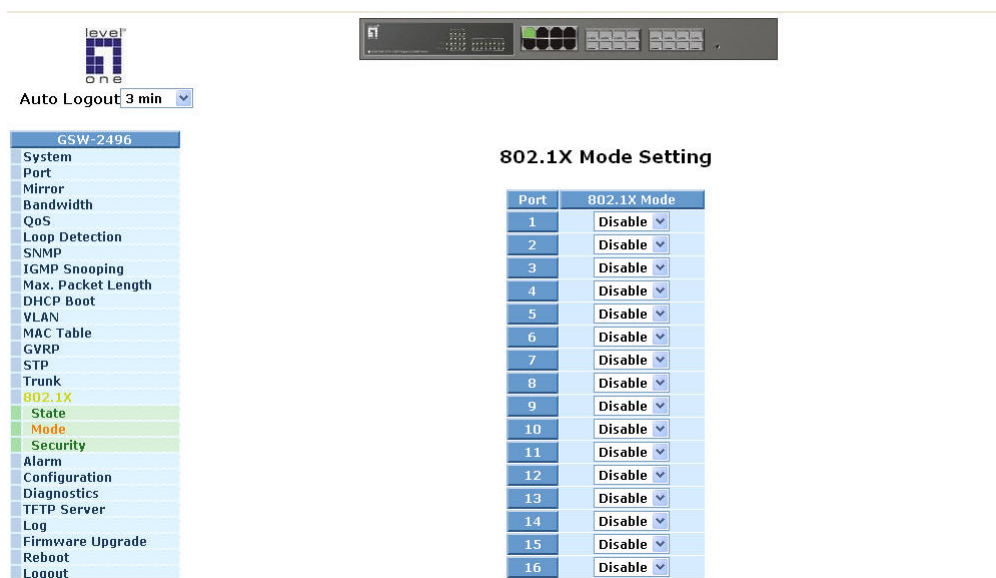 level
one
Auto Logout 3 min
GSW-2496
System
Port
Mirror
Bandwidth
QoS
Loop Detection
SNMP
IGMP Snooping
Max. Packet Length
DHCP Boot
VLAN
MAC Table
GVRP
STP
Trunk
802.1X
State
Mode
Security
Alarm
Configuration
Diagnostics
TFTP Server
Log
Firmware Upgrade
Reboot
Logout
802.1X Mode Setting
Port 802.1X Mode
1 Disable
2 Disable
3 Disable
4 Disable
5 Disable
6 Disable
7 Disable
8 Disable
9 Disable
10 Disable
11 Disable
12 Disable
13 Disable
14 Disable
15 Disable
16 Disable